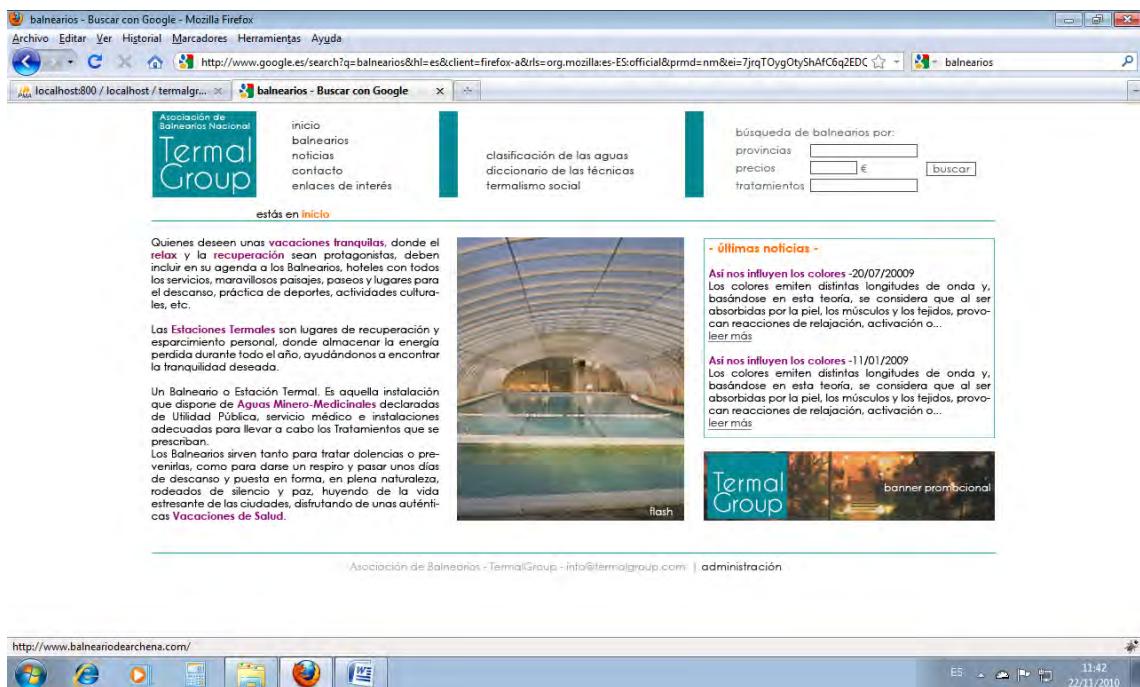 balnearios - Buscar con Google - Mozilla Firefox
Archivo Editar Ver Historial Marcadores Herramientas Ayuda
http://www.google.es/search?q=balnearios&hl=es&client=firefox-a&rls=org.mozilla:es-ES:official&prmd=nm&ei=7jrqTOygOtyShAfC6q2EDC
balnearios
localhost:800 / localhost / termalgr...
balnearios - Buscar con Google
Asociación de
Balnearios Nacional
Termal
Group
inicio
balnearios
noticias
contacto
enlaces de interés
clasificación de las aguas
diccionario de las técnicas
termalismo social
búsqueda de balnearios por:
provincias
precios € buscar
tratamientos
estás en inicio
Quienes deseen unas vacaciones tranquilas, donde el
relax y la recuperación sean protagonistas, deben
incluir en su agenda a los Balnearios, hoteles con todos
los servicios, maravillosos paisajes, paseos y lugares para
el descanso, práctica de deportes, actividades cultura-
les, etc.
Las Estaciones Termales son lugares de recuperación y
esparcimiento personal, donde almacenar la energía
perdida durante todo el año, ayudándonos a encontrar
la tranquilidad deseada.
Un Balneario o Estación Termal. Es aquella instalación
que dispone de Aguas Minero-Medicinales declaradas
de Utilidad Pública, servicio médico e instalaciones
adecuadas para llevar a cabo los Tratamientos que se
prescriban.
Los Balnearios sirven tanto para tratar dolencias o pre-
venirlas, como para darse un respiro y pasar unos días
de descanso y puesta en forma, en plena naturaleza,
rodeados de silencio y paz, huyendo de la vida
estresante de las ciudades, disfrutando de unas auténti-
cas Vacaciones de Salud.
flash
- últimas noticias -
Así nos influyen los colores -20/07/20009
Los colores emiten distintas longitudes de onda y,
basándose en esta teoría, se considera que al ser
absorbidas por la piel, los músculos y los tejidos, provo-
can reacciones de relajación, activación o...
leer más
Así nos influyen los colores -11/01/2009
Los colores emiten distintas longitudes de onda y,
basándose en esta teoría, se considera que al ser
absorbidas por la piel, los músculos y los tejidos, provo-
can reacciones de relajación, activación o...
leer más
Termal
Group
banner promocional
Asociación de Balnearios - TermalGroup - info@termalgroup.com | administración
http://www.balneariodearchena.com/
ES
11:42
22/11/2010